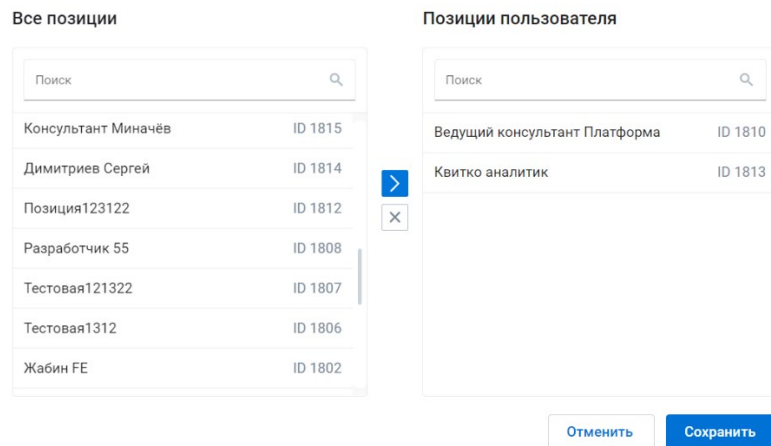 Все позиции
Поиск
Консультант Миначёв ID 1815
Димитриев Сергей ID 1814
Позиция123122 ID 1812
Разработчик 55 ID 1808
Тестовая121322 ID 1807
Тестовая1312 ID 1806
Жабин FE ID 1802
Позиции пользователя
Поиск
Ведущий консультант Платформа ID 1810
Квитко аналитик ID 1813
Отменить
Сохранить